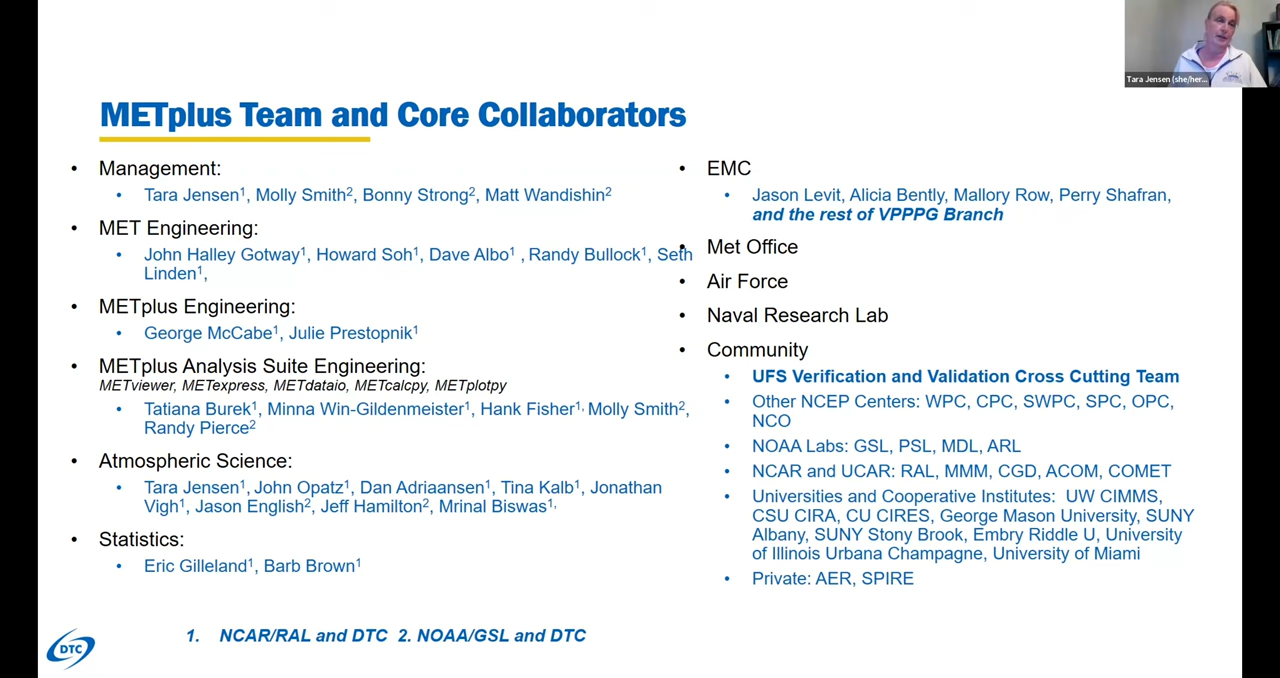 METplus Team and Core Collaborators
• Management:
• Tara Jensen¹, Molly Smith², Bonny Strong², Matt Wandishin²
• MET Engineering:
• John Halley Gotway¹, Howard Soh¹, Dave Albo¹ , Randy Bullock¹, Seth
Linden¹,
• METplus Engineering:
• George McCabe¹, Julie Prestopnik¹
• METplus Analysis Suite Engineering:
METviewer, METexpress, METdataio, METcalcpy, METplotpy
• Tatiana Burek¹, Minna Win-Gildenmeister¹, Hank Fisher¹, Molly Smith²,
Randy Pierce²
• Atmospheric Science:
• Tara Jensen¹, John Opatz¹, Dan Adriaansen¹, Tina Kalb¹, Jonathan
Vigh¹, Jason English², Jeff Hamilton², Mrinal Biswas¹,
• Statistics:
• Eric Gilleland¹, Barb Brown¹
• EMC
• Jason Levit, Alicia Bently, Mallory Row, Perry Shafran,
and the rest of VPPPG Branch
• Met Office
• Air Force
• Naval Research Lab
• Community
• UFS Verification and Validation Cross Cutting Team
• Other NCEP Centers: WPC, CPC, SWPC, SPC, OPC,
NCO
• NOAA Labs: GSL, PSL, MDL, ARL
• NCAR and UCAR: RAL, MMM, CGD, ACOM, COMET
• Universities and Cooperative Institutes: UW CIMMS,
CSU CIRA, CU CIRES, George Mason University, SUNY
Albany, SUNY Stony Brook, Embry Riddle U, University
of Illinois Urbana Champagne, University of Miami
• Private: AER, SPIRE
1. NCAR/RAL and DTC 2. NOAA/GSL and DTC
DTC
Tara Jensen (she/her...